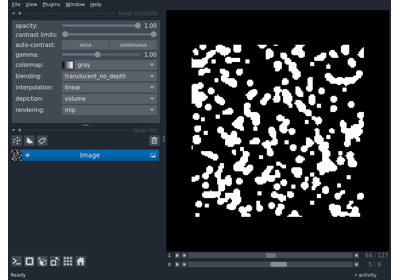 File View Plugins Window Help
layer controls
opacity: 1.00
contrast limits:
auto-contrast: once continuous
gamma: 1.00
colormap: gray
blending: translucent_no_depth
interpolation: linear
depiction: volume
rendering: mip
layer list
Image
1 64 127
0 5 9
Ready activity